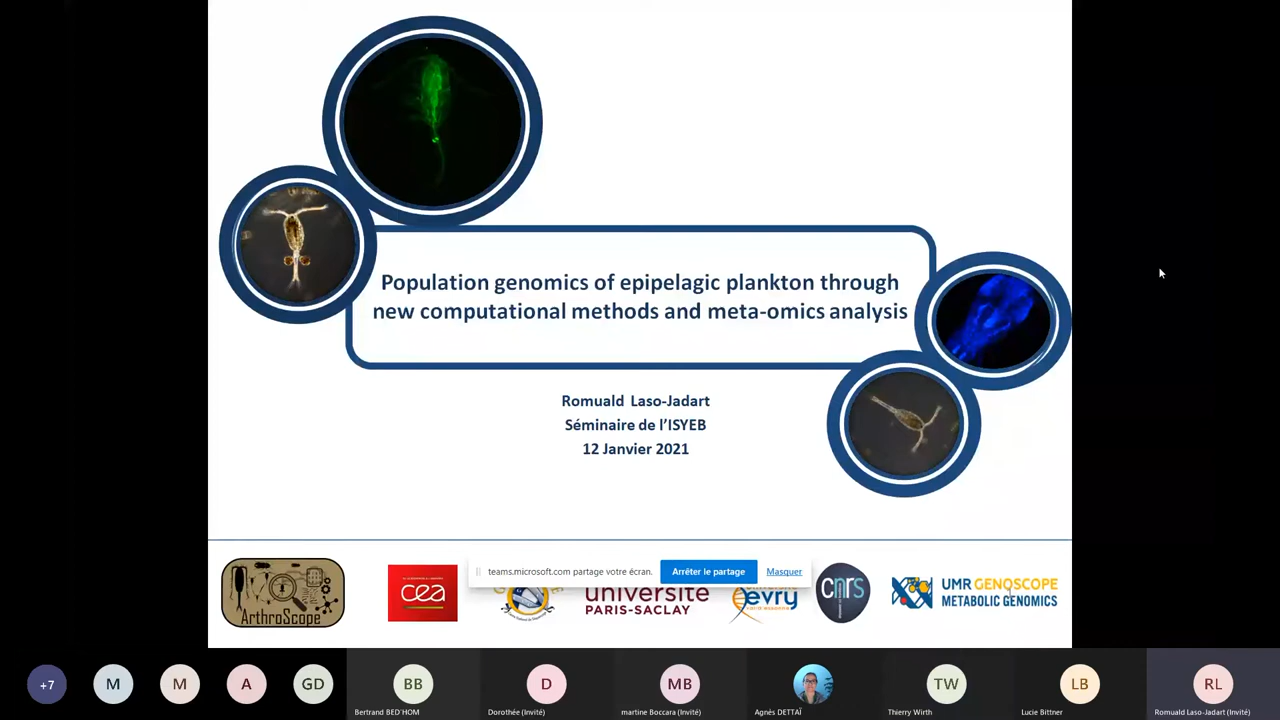 Population genomics of epipelagic plankton through
new computational methods and meta-omics analysis
Romuald Laso-Jadart
Séminaire de l’ISYEB
12 Janvier 2021
ArthroScope
cea
université
PARIS-SACLAY
evry
cnrs
UMR GENOSCOPE
METABOLIC GENOMICS
teams.microsoft.com partage votre écran.
Arrêter le partage
Masquer
+7
M
M
A
GD
BB
Bertrand BED'HOM
D
Dorothée (Invité)
MB
martine Boccara (Invité)
Agnès DETTAÏ
TW
Thierry Wirth
LB
Lucie Bittner
RL
Romuald Laso-Jadart (Invité)